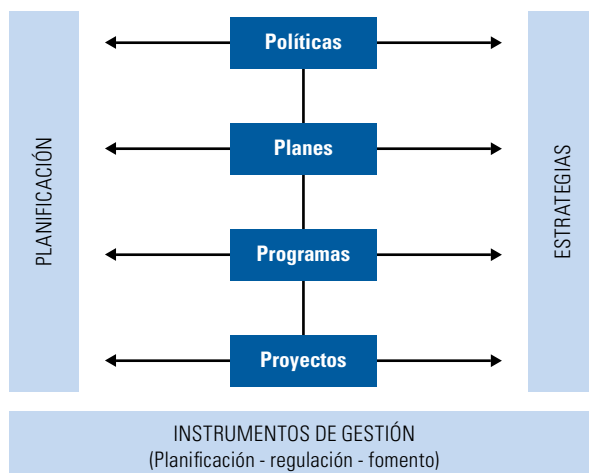 PLANIFICACIÓN
Políticas
Planes
Programas
Proyectos
ESTRATEGIAS
INSTRUMENTOS DE GESTIÓN
(Planificación - regulación - fomento)